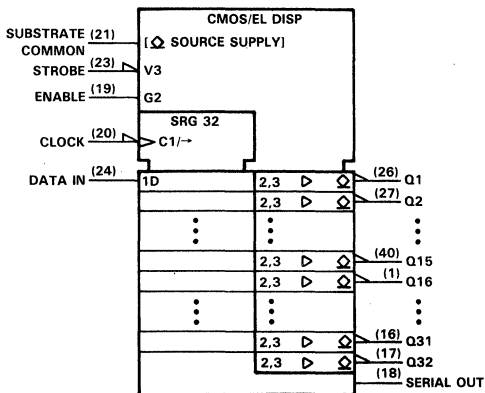 CMOS/EL DISP
SUBSTRATE (21)
COMMON
[ SOURCE SUPPLY]
STROBE (23) V3
ENABLE (19) G2
SRG 32
CLOCK (20) C1/→
DATA IN (24) 1D
2,3 (26) Q1
2,3 (27) Q2
2,3 (40) Q15
2,3 (1) Q16
2,3 (16) Q31
2,3 (17) Q32
(18) SERIAL OUT